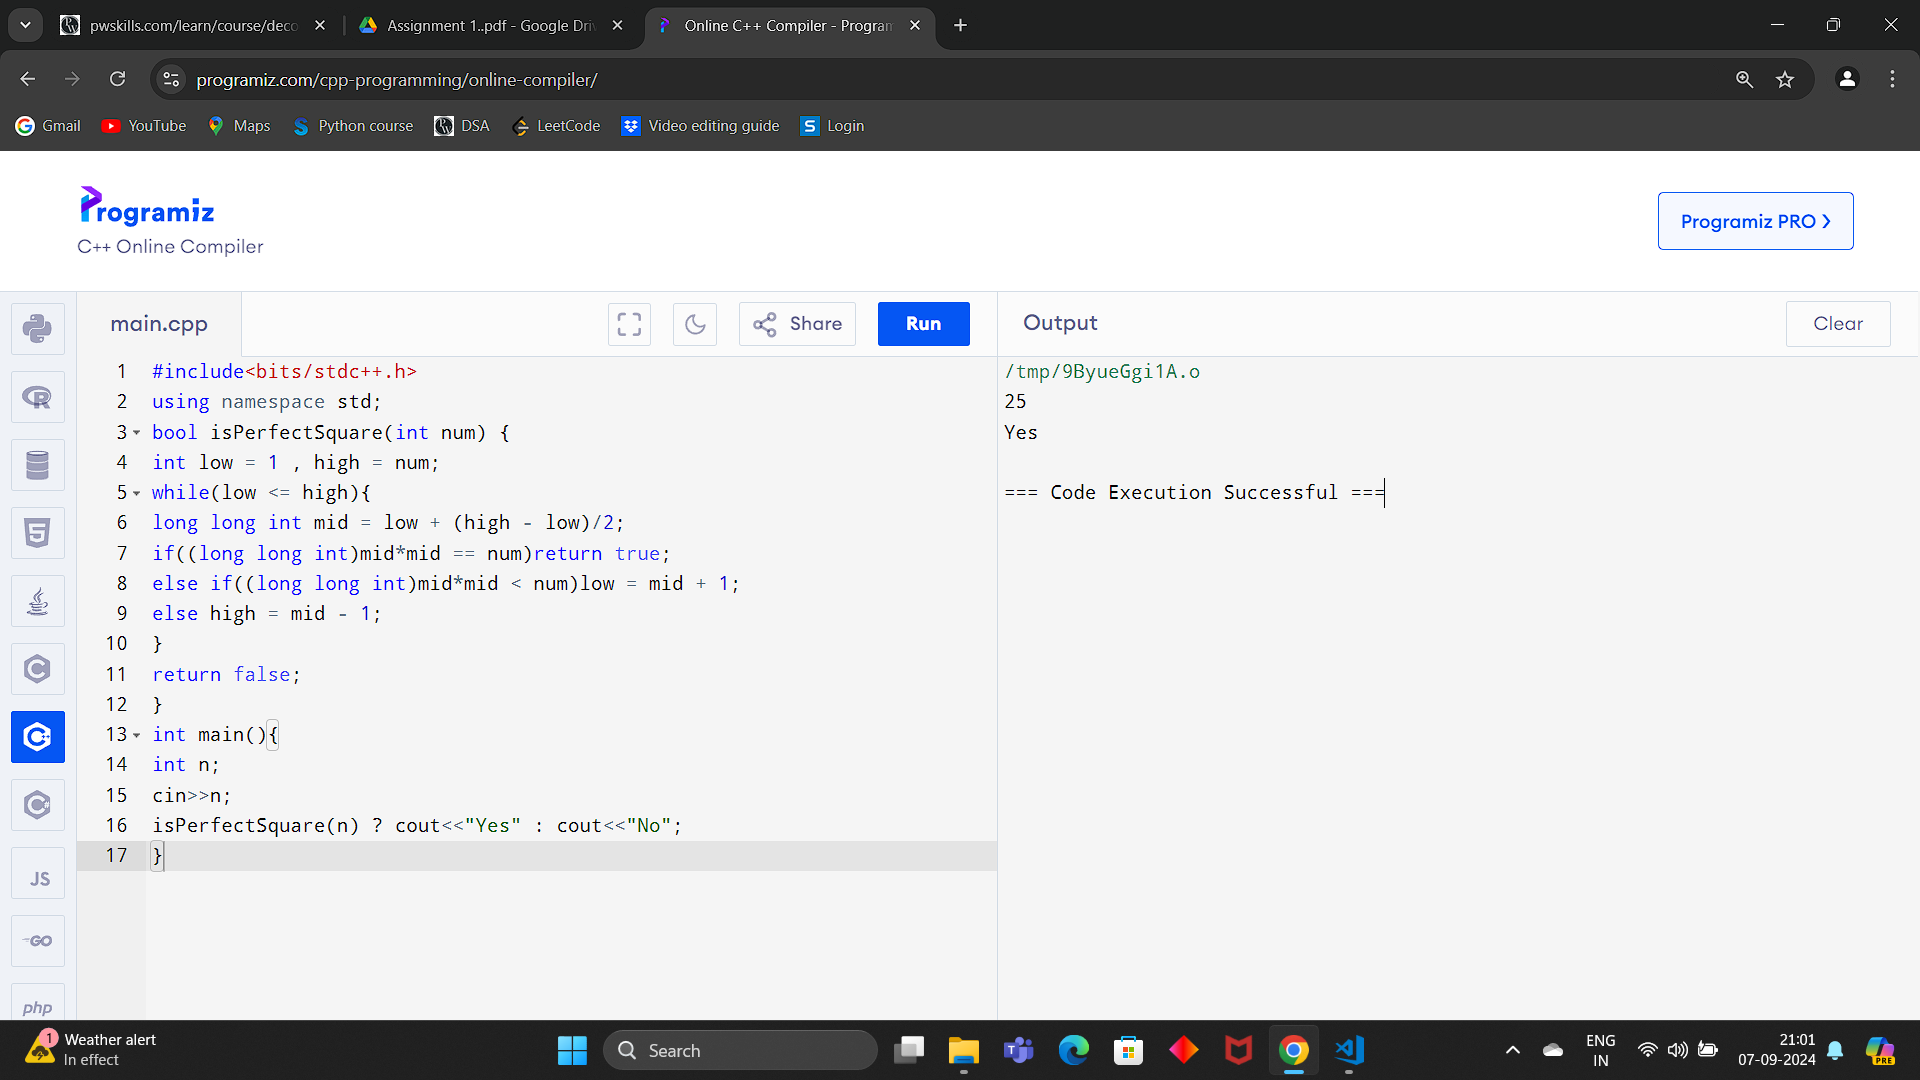 pwskills.com/learn/course/deco
Assignment 1..pdf - Google Driv
Online C++ Compiler - Program
programiz.com/cpp-programming/online-compiler/
Gmail
YouTube
Maps
Python course
DSA
LeetCode
Video editing guide
Login
Programiz
C++ Online Compiler
Programiz PRO >
main.cpp
Share
Run
Output
Clear
1 #include<bits/stdc++.h>
2 using namespace std;
3 bool isPerfectSquare(int num) {
4 int low = 1 , high = num;
5 while(low <= high){
6 long long int mid = low + (high - low)/2;
7 if((long long int)mid*mid == num)return true;
8 else if((long long int)mid*mid < num)low = mid + 1;
9 else high = mid - 1;
10 }
11 return false;
12 }
13 int main(){
14 int n;
15 cin>>n;
16 isPerfectSquare(n) ? cout<<"Yes" : cout<<"No";
17 }
/tmp/9ByueGgi1A.o
25
Yes
=== Code Execution Successful ===
JS
GO
php
1
Weather alert
In effect
Search
ENG
IN
21:01
07-09-2024
PRE